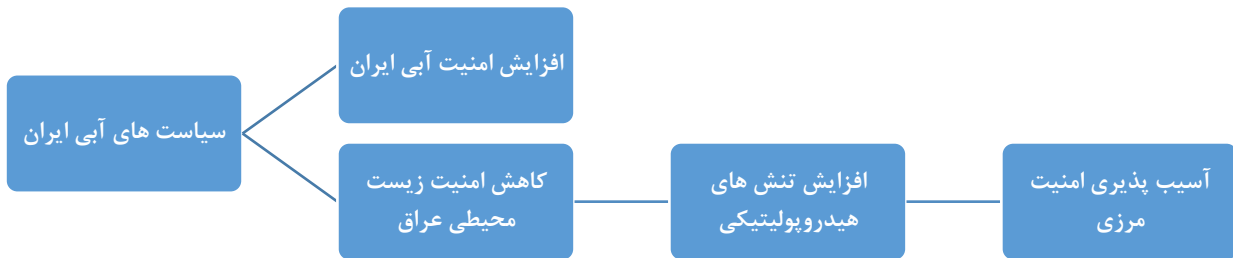 سیاست های آبی ایران
افزایش امنیت آبی ایران
کاهش امنیت زیست
محیطی عراق
افزایش تنش های
هیدروپولیتیکی
آسیب پذیری امنیت
مرزی